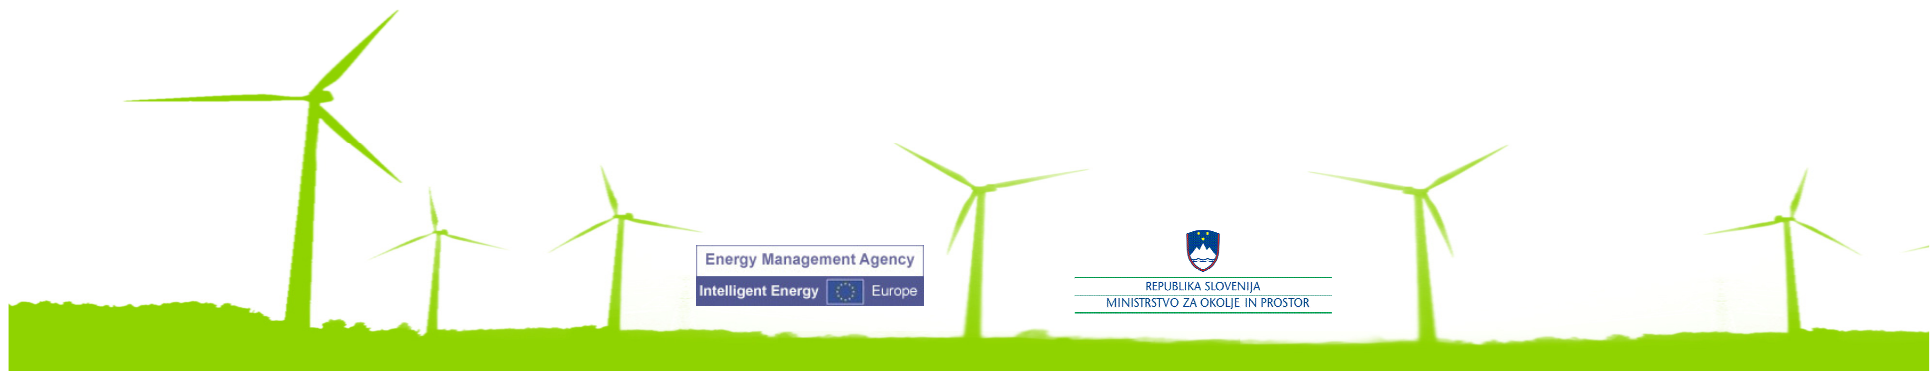 Energy Management Agency
Intelligent Energy Europe
REPUBLIKA SLOVENIJA
MINISTRSTVO ZA OKOLJE IN PROSTOR